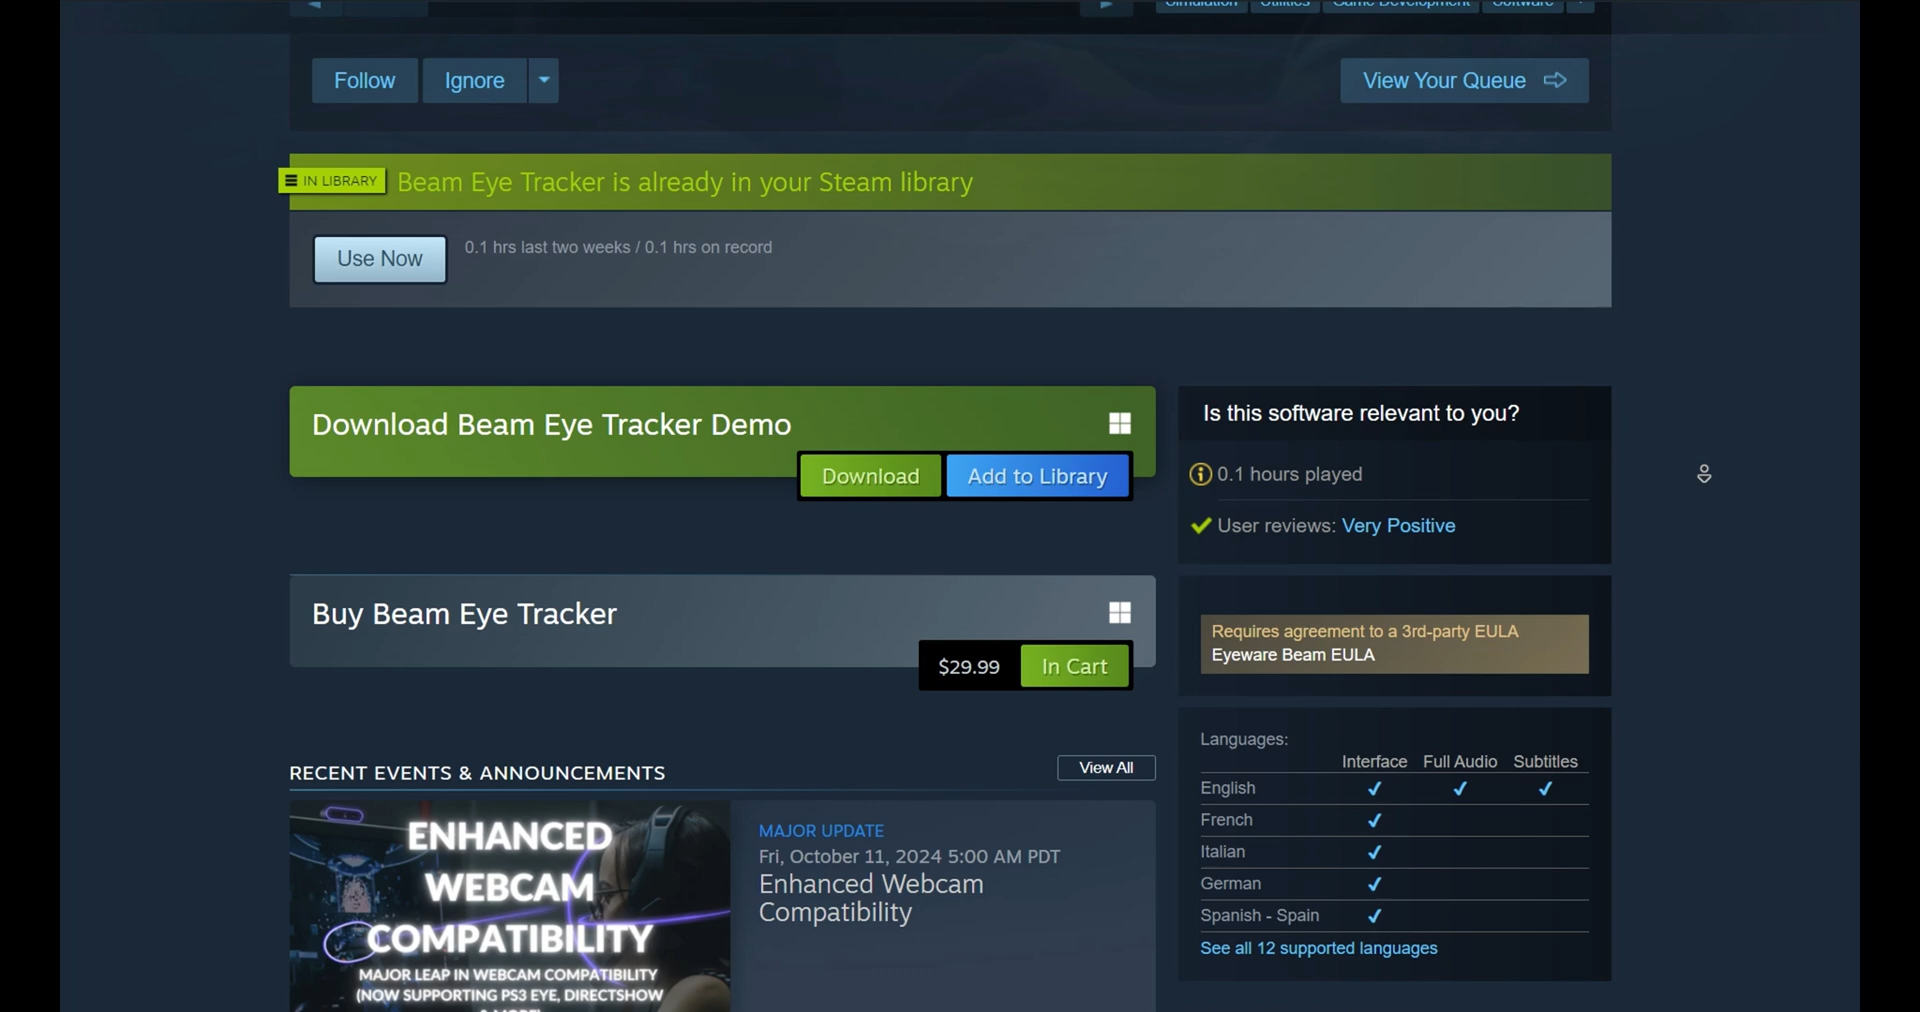 Simulation Utilities Game Development Software
Follow Ignore View Your Queue
IN LIBRARY Beam Eye Tracker is already in your Steam library
Use Now 0.1 hrs last two weeks / 0.1 hrs on record
Download Beam Eye Tracker Demo
Download Add to Library
Is this software relevant to you?
0.1 hours played
User reviews: Very Positive
Buy Beam Eye Tracker
$29.99 In Cart
Requires agreement to a 3rd-party EULA
Eyeware Beam EULA
RECENT EVENTS & ANNOUNCEMENTS View All
ENHANCED
WEBCAM
COMPATIBILITY
MAJOR LEAP IN WEBCAM COMPATIBILITY
(NOW SUPPORTING PS3 EYE, DIRECTSHOW
& MORE)
MAJOR UPDATE
Fri, October 11, 2024 5:00 AM PDT
Enhanced Webcam
Compatibility
Languages:
Interface Full Audio Subtitles
English ✔ ✔ ✔
French ✔
Italian ✔
German ✔
Spanish - Spain ✔
See all 12 supported languages